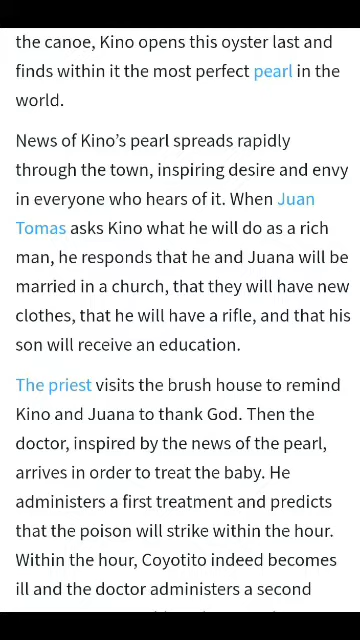 the canoe, Kino opens this oyster last and
finds within it the most perfect pearl in the
world.
News of Kino’s pearl spreads rapidly
through the town, inspiring desire and envy
in everyone who hears of it. When Juan
Tomas asks Kino what he will do as a rich
man, he responds that he and Juana will be
married in a church, that they will have new
clothes, that he will have a rifle, and that his
son will receive an education.
The priest visits the brush house to remind
Kino and Juana to thank God. Then the
doctor, inspired by the news of the pearl,
arrives in order to treat the baby. He
administers a first treatment and predicts
that the poison will strike within the hour.
Within the hour, Coyotito indeed becomes
ill and the doctor administers a second